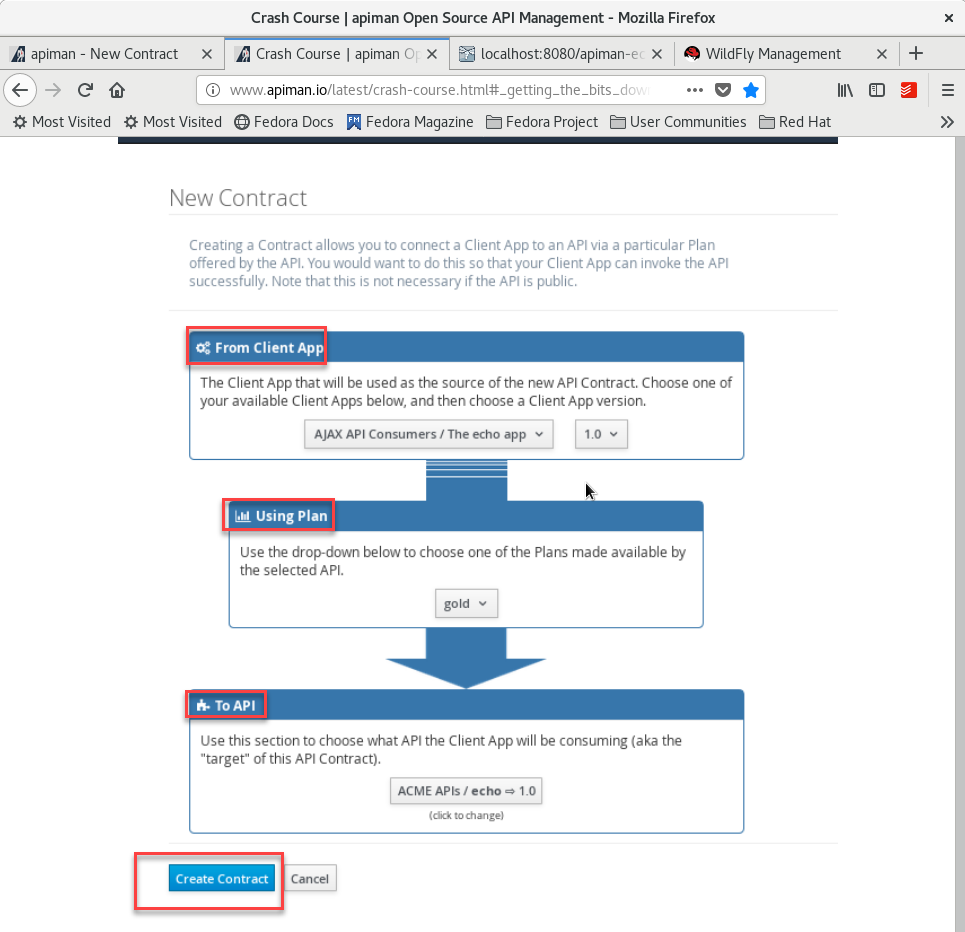 Crash Course | apiman Open Source API Management - Mozilla Firefox
apiman - New Contract
Crash Course | apiman Op
localhost:8080/apiman-ec
WildFly Management
www.apiman.io/latest/crash-course.html#_getting_the_bits_dow
Most Visited
Most Visited
Fedora Docs
Fedora Magazine
Fedora Project
User Communities
Red Hat
New Contract
Creating a Contract allows you to connect a Client App to an API via a particular Plan
offered by the API. You would want to do this so that your Client App can invoke the API
successfully. Note that this is not necessary if the API is public.
From Client App
The Client App that will be used as the source of the new API Contract. Choose one of
your available Client Apps below, and then choose a Client App version.
AJAX API Consumers / The echo app
1.0
Using Plan
Use the drop-down below to choose one of the Plans made available by
the selected API.
gold
To API
Use this section to choose what API the Client App will be consuming (aka the
"target" of this API Contract).
ACME APIs / echo ⇨ 1.0
(click to change)
Create Contract
Cancel